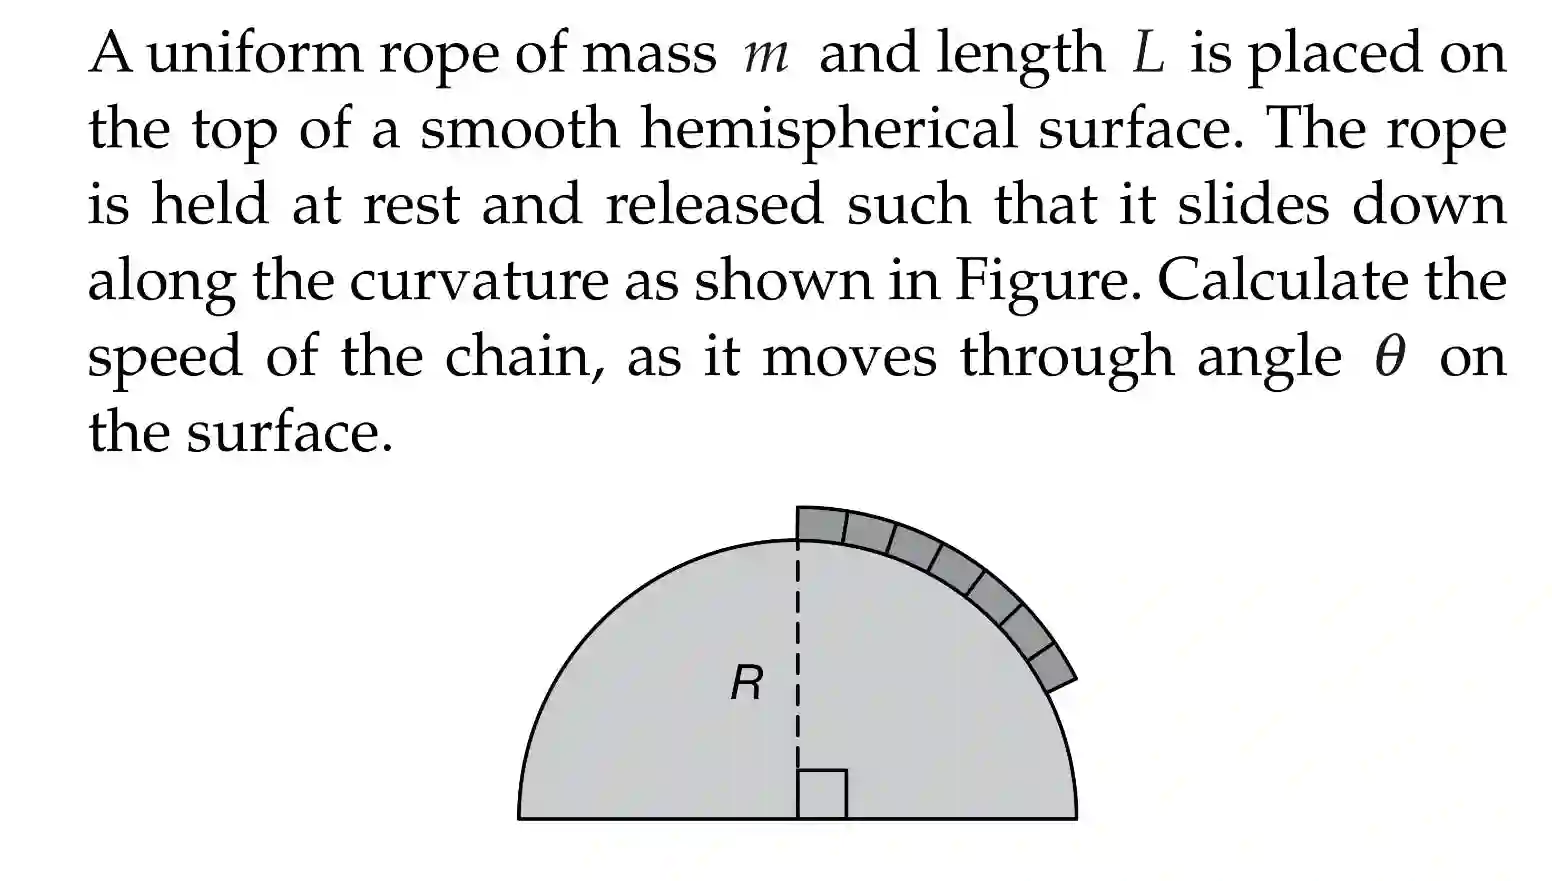 A uniform rope of mass m and length L is placed on
the top of a smooth hemispherical surface. The rope
is held at rest and released such that it slides down
along the curvature as shown in Figure. Calculate the
speed of the chain, as it moves through angle θ on
the surface.
R